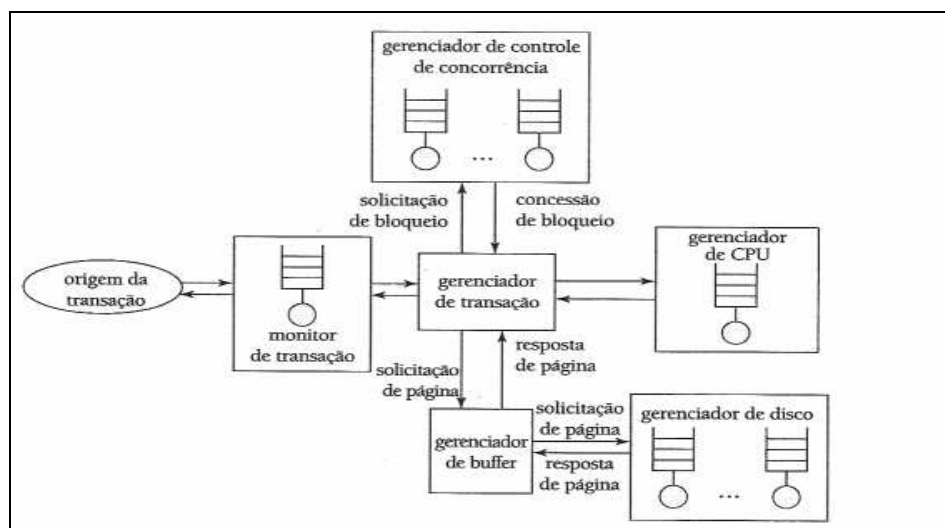 gerenciador de controle
de concorrência
...
solicitação
de bloqueio
concessão
de bloqueio
origem da
transação
monitor
de transação
gerenciador
de transação
gerenciador
de CPU
solicitação
de página
resposta
de página
gerenciador
de buffer
solicitação
de página
resposta
de página
gerenciador de disco
...